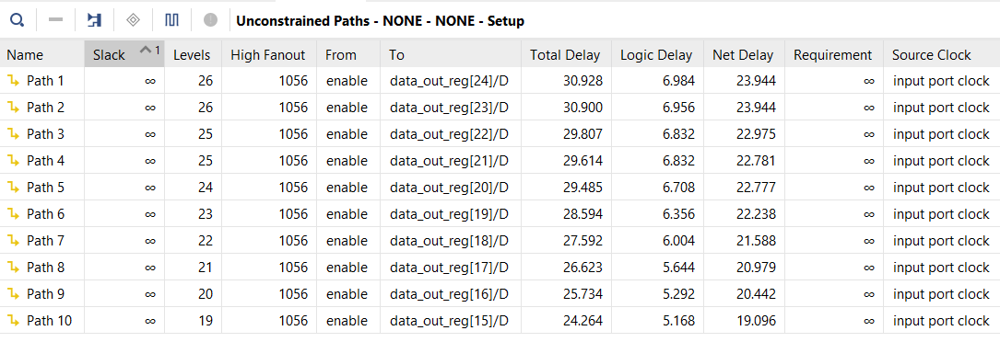 Unconstrained Paths - NONE - NONE - Setup
Name Slack 1 Levels High Fanout From To Total Delay Logic Delay Net Delay Requirement Source Clock
Path 1 ∞ 26 1056 enable data_out_reg[24]/D 30.928 6.984 23.944 ∞ input port clock
Path 2 ∞ 26 1056 enable data_out_reg[23]/D 30.900 6.956 23.944 ∞ input port clock
Path 3 ∞ 25 1056 enable data_out_reg[22]/D 29.807 6.832 22.975 ∞ input port clock
Path 4 ∞ 25 1056 enable data_out_reg[21]/D 29.614 6.832 22.781 ∞ input port clock
Path 5 ∞ 24 1056 enable data_out_reg[20]/D 29.485 6.708 22.777 ∞ input port clock
Path 6 ∞ 23 1056 enable data_out_reg[19]/D 28.594 6.356 22.238 ∞ input port clock
Path 7 ∞ 22 1056 enable data_out_reg[18]/D 27.592 6.004 21.588 ∞ input port clock
Path 8 ∞ 21 1056 enable data_out_reg[17]/D 26.623 5.644 20.979 ∞ input port clock
Path 9 ∞ 20 1056 enable data_out_reg[16]/D 25.734 5.292 20.442 ∞ input port clock
Path 10 ∞ 19 1056 enable data_out_reg[15]/D 24.264 5.168 19.096 ∞ input port clock